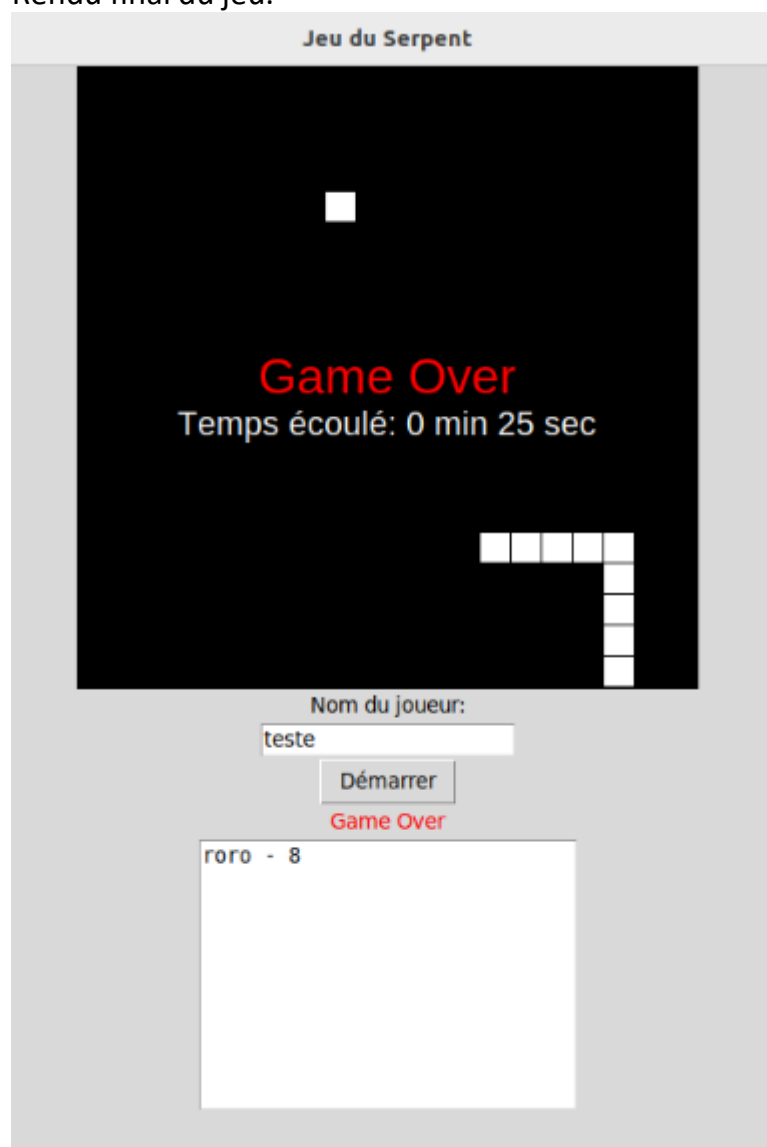 Rendu final du jeu:
Jeu du Serpent
Game Over
Temps écoulé: 0 min 25 sec
Nom du joueur:
teste
Démarrer
Game Over
roro - 8